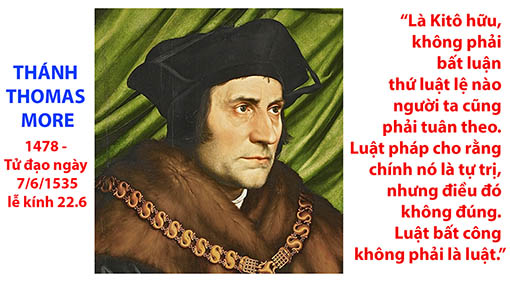 THÁNH
THOMAS
MORE
1478 -
Tử đạo ngày
7/6/1535
lễ kính 22.6
“Là Kitô hữu,
không phải
bất luận
thứ luật lệ nào
người ta cũng
phải tuân theo.
Luật pháp cho rằng
chính nó là tự trị,
nhưng điều đó
không đúng.
Luật bất công
không phải là luật.”